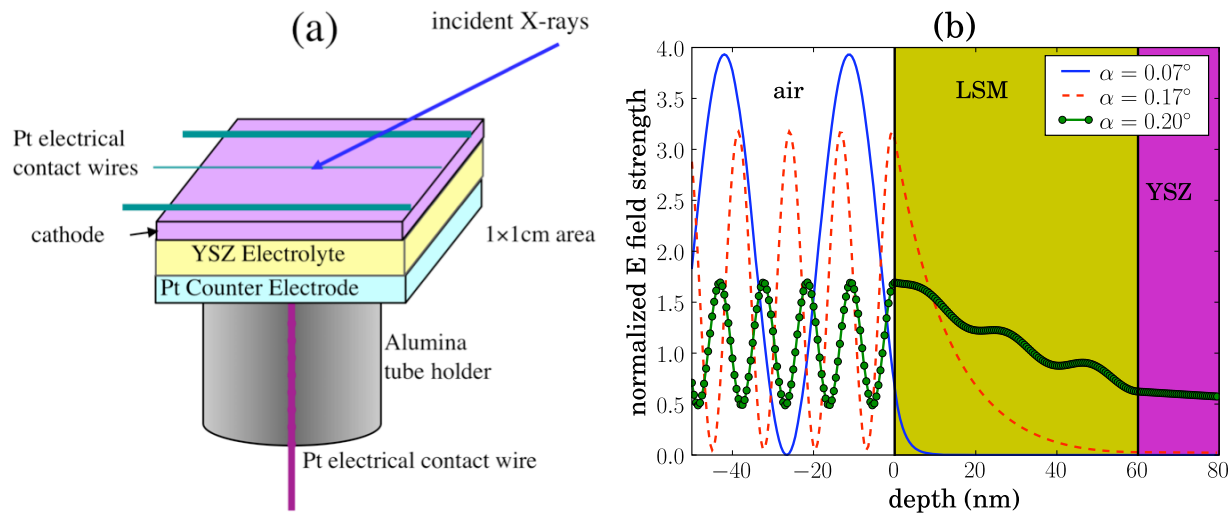 (a)
incident X-rays
Pt electrical
contact wires
cathode
YSZ Electrolyte
Pt Counter Electrode
1×1cm area
Alumina
tube holder
Pt electrical contact wire
(b)
normalized E field strength
4.0
3.5
3.0
2.5
2.0
1.5
1.0
0.5
0.0
air
LSM
YSZ
α = 0.07°
α = 0.17°
α = 0.20°
−40 −20 0 20 40 60 80
depth (nm)